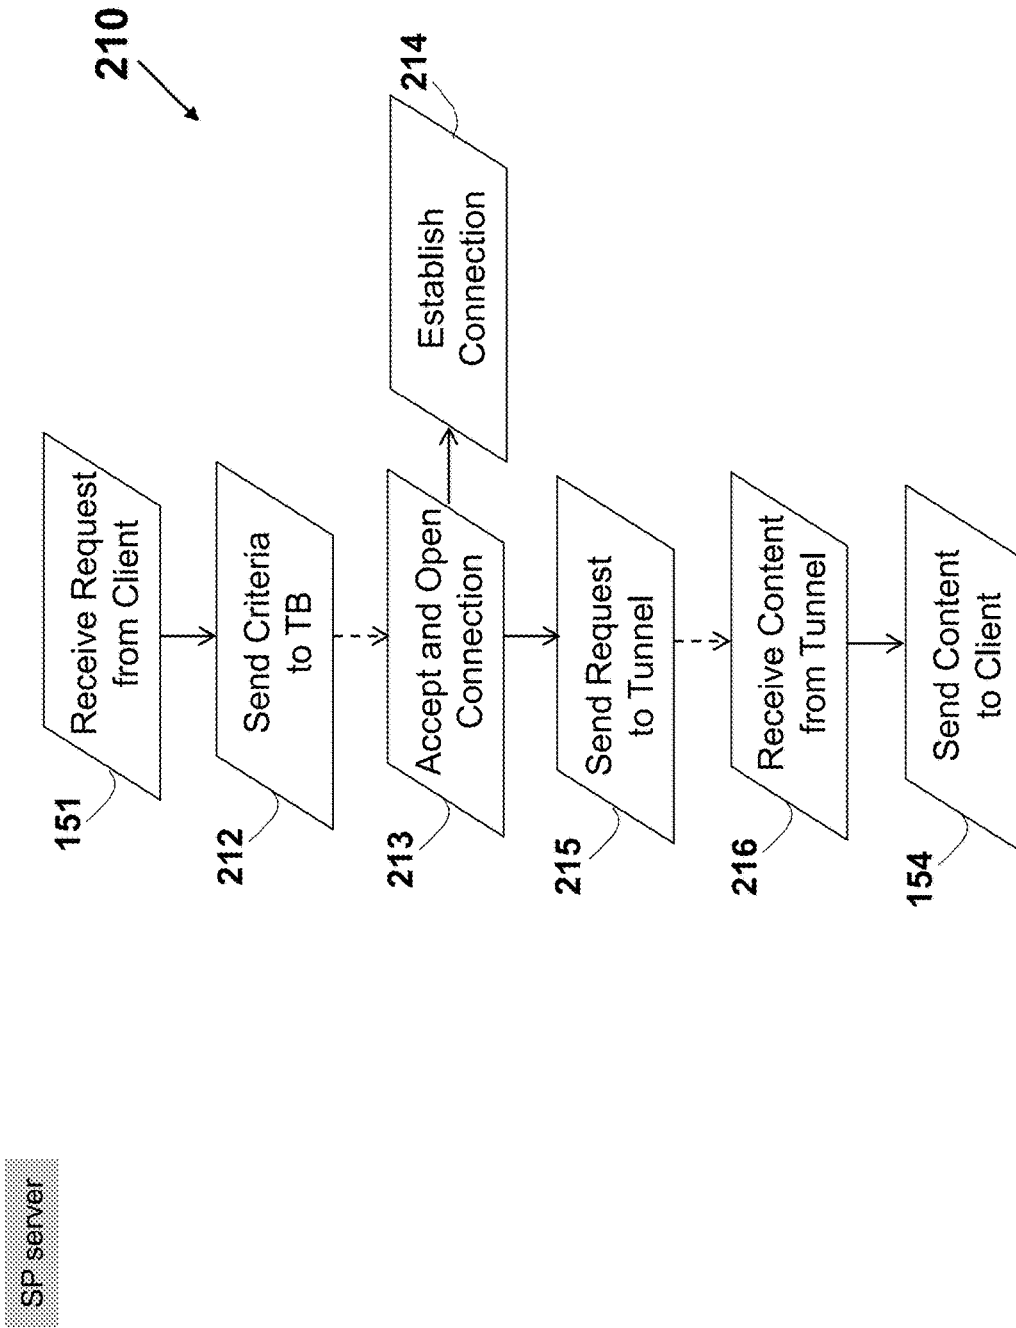 SP server
210
151
Receive Request
from Client
212
Send Criteria
to TB
213
Accept and Open
Connection
214
Establish
Connection
215
Send Request
to Tunnel
216
Receive Content
from Tunnel
154
Send Content
to Client